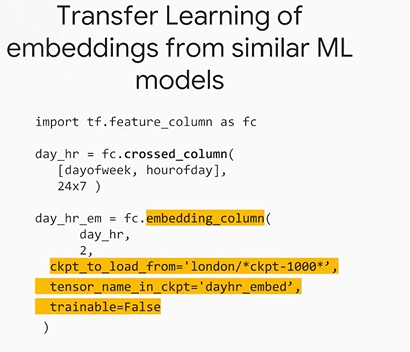 Transfer Learning of
embeddings from similar ML
models
import tf.feature_column as fc
day_hr = fc.crossed_column(
[dayofweek, hourofday],
24x7 )
day_hr_em = fc.embedding_column(
day_hr,
2,
ckpt_to_load_from='london/*ckpt-1000*’,
tensor_name_in_ckpt='dayhr_embed’,
trainable=False
)